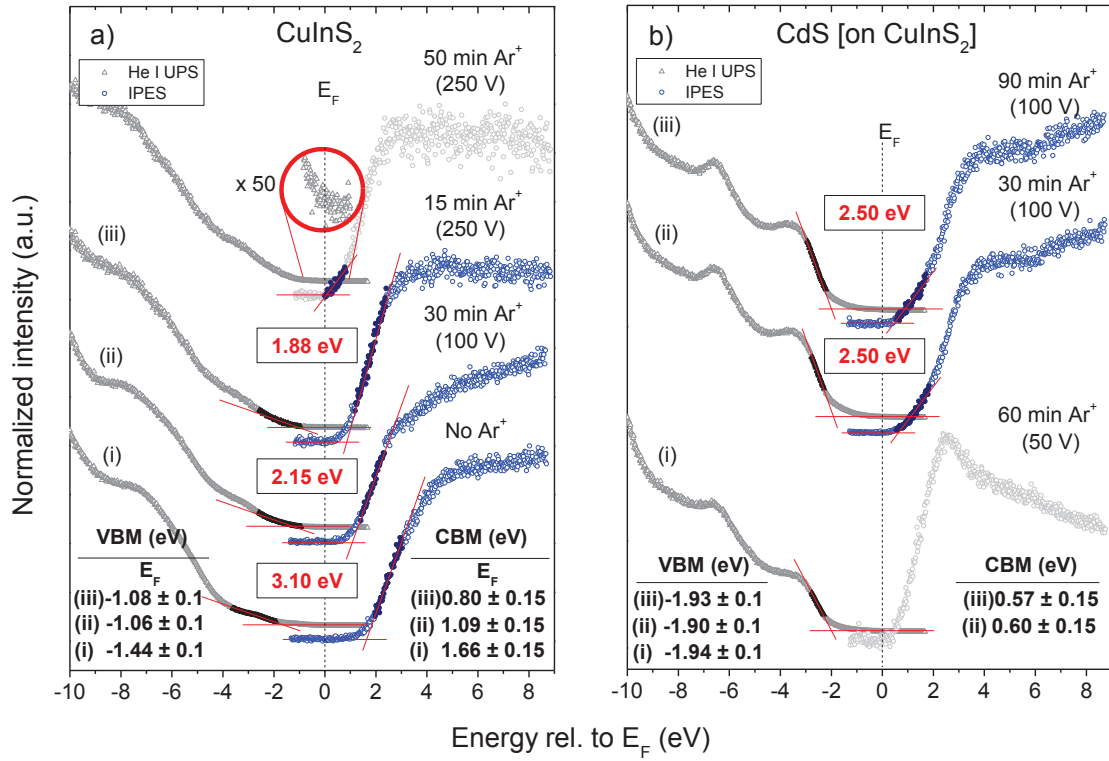 a)
CuInS₂
He I UPS
IPES
E_F
50 min Ar⁺
(250 V)
x 50
15 min Ar⁺
(250 V)
(iii)
1.88 eV
30 min Ar⁺
(100 V)
(ii)
2.15 eV
No Ar⁺
(i)
3.10 eV
VBM (eV)
E_F
(iii)-1.08 ± 0.1
(ii) -1.06 ± 0.1
(i) -1.44 ± 0.1
CBM (eV)
E_F
(iii)0.80 ± 0.15
(ii) 1.09 ± 0.15
(i) 1.66 ± 0.15
-10 -8 -6 -4 -2 0 2 4 6 8
b)
CdS [on CuInS₂]
He I UPS
IPES
E_F
90 min Ar⁺
(100 V)
(iii)
2.50 eV
30 min Ar⁺
(100 V)
(ii)
2.50 eV
60 min Ar⁺
(50 V)
(i)
VBM (eV)
(iii)-1.93 ± 0.1
(ii) -1.90 ± 0.1
(i) -1.94 ± 0.1
CBM (eV)
(iii)0.57 ± 0.15
(ii) 0.60 ± 0.15
-10 -8 -6 -4 -2 0 2 4 6 8
Normalized intensity (a.u.)
Energy rel. to E_F (eV)